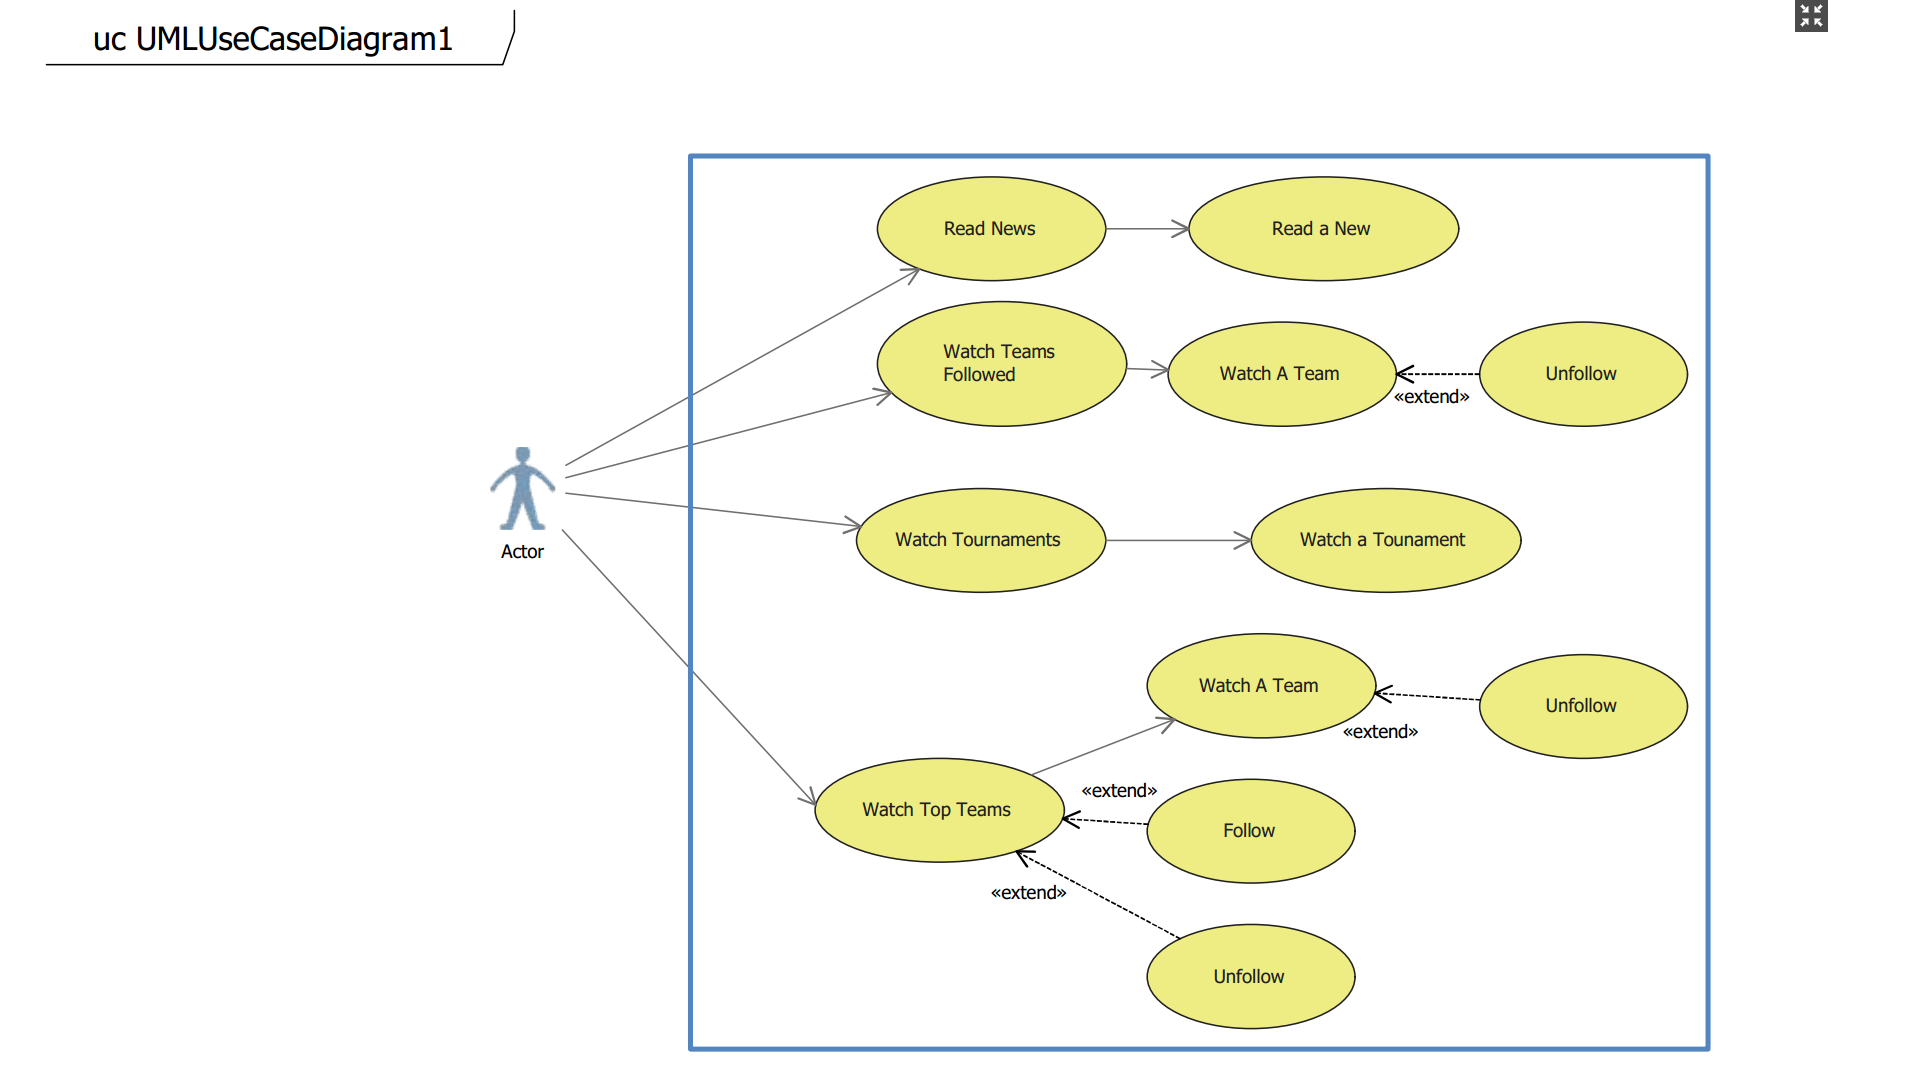 uc UMLUseCaseDiagram1
Read News
Read a New
Watch Teams
Followed
Watch A Team
«extend»
Unfollow
Actor
Watch Tournaments
Watch a Tounament
Watch A Team
«extend»
Unfollow
Watch Top Teams
«extend»
Follow
«extend»
Unfollow